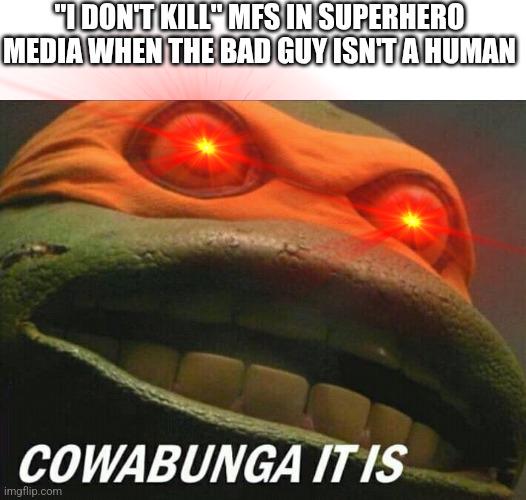 "I DON'T KILL" MFS IN SUPERHERO
MEDIA WHEN THE BAD GUY ISN'T A HUMAN
COWABUNGA IT IS
imgflip.com